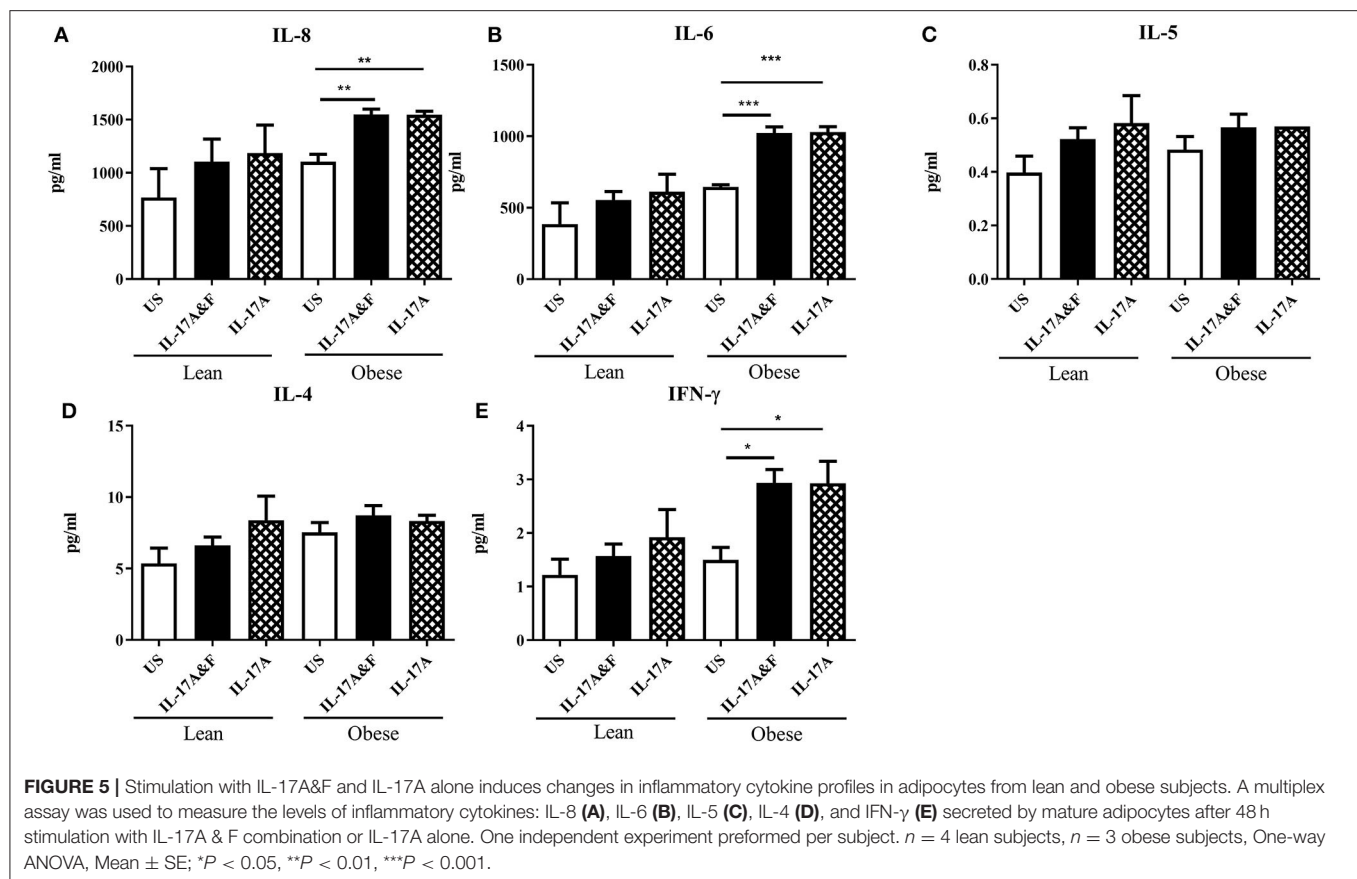 A
IL-8
pg/ml
2000
1500
1000
500
0
**
**
US
IL-17A&F
IL-17A
US
IL-17A&F
IL-17A
Lean
Obese
B
IL-6
pg/ml
1500
1000
500
0
***
***
US
IL-17A&F
IL-17A
US
IL-17A&F
IL-17A
Lean
Obese
C
IL-5
pg/ml
0.8
0.6
0.4
0.2
0.0
US
IL-17A&F
IL-17A
US
IL-17A&F
IL-17A
Lean
Obese
D
IL-4
pg/ml
15
10
5
0
US
IL-17A&F
IL-17A
US
IL-17A&F
IL-17A
Lean
Obese
E
IFN-γ
pg/ml
4
3
2
1
0
*
*
US
IL-17A&F
IL-17A
US
IL-17A&F
IL-17A
Lean
Obese
FIGURE 5 | Stimulation with IL-17A&F and IL-17A alone induces changes in inflammatory cytokine profiles in adipocytes from lean and obese subjects. A multiplex
assay was used to measure the levels of inflammatory cytokines: IL-8 (A), IL-6 (B), IL-5 (C), IL-4 (D), and IFN-γ (E) secreted by mature adipocytes after 48 h
stimulation with IL-17A & F combination or IL-17A alone. One independent experiment preformed per subject. n = 4 lean subjects, n = 3 obese subjects, One-way
ANOVA, Mean ± SE; *P < 0.05, **P < 0.01, ***P < 0.001.